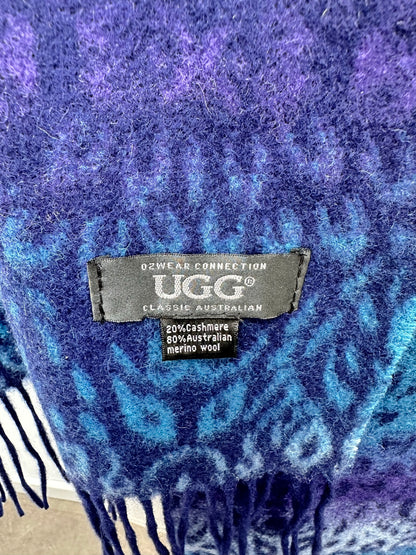 OZWEAR CONNECTION
UGG®
CLASSIC AUSTRALIAN
20%Cashmere
80%Australian
merino wool